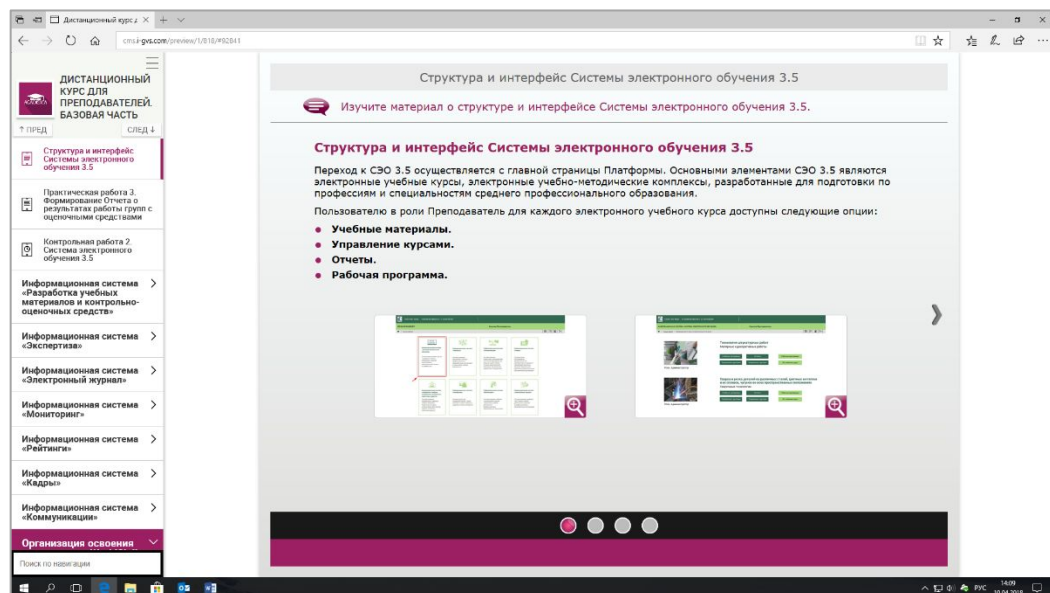 Дистанционный курс д
cms.i-gvs.com/preview/1/818/#92841
ACADEMIA
ДИСТАНЦИОННЫЙ
КУРС ДЛЯ
ПРЕПОДАВАТЕЛЕЙ.
БАЗОВАЯ ЧАСТЬ
↑ ПРЕД
СЛЕД ↓
Структура и интерфейс
Системы электронного
обучения 3.5
Практическая работа 3.
Формирование Отчета о
результатах работы групп с
оценочными средствами
Контрольная работа 2.
Система электронного
обучения 3.5
Информационная система
«Разработка учебных
материалов и контрольно-
оценочных средств»
Информационная система
«Экспертиза»
Информационная система
«Электронный журнал»
Информационная система
«Мониторинг»
Информационная система
«Рейтинги»
Информационная система
«Кадры»
Информационная система
«Коммуникации»
Организация освоения
Поиск по навигации
Структура и интерфейс Системы электронного обучения 3.5
Изучите материал о структуре и интерфейсе Системы электронного обучения 3.5.
Структура и интерфейс Системы электронного обучения 3.5
Переход к СЭО 3.5 осуществляется с главной страницы Платформы. Основными элементами СЭО 3.5 являются
электронные учебные курсы, электронные учебно-методические комплексы, разработанные для подготовки по
профессиям и специальностям среднего профессионального образования.
Пользователю в роли Преподаватель для каждого электронного учебного курса доступны следующие опции:
• Учебные материалы.
• Управление курсами.
• Отчеты.
• Рабочая программа.
РУС
14:09
10.04.2018